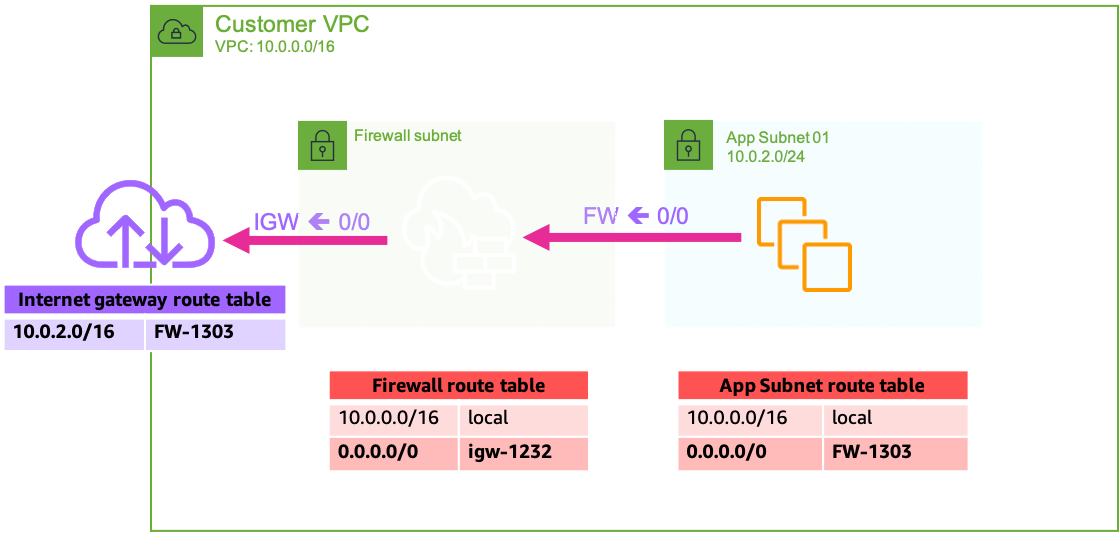 Customer VPC
VPC: 10.0.0.0/16
Firewall subnet
App Subnet 01
10.0.2.0/24
IGW ← 0/0
FW ← 0/0
Internet gateway route table
10.0.2.0/16 FW-1303
Firewall route table
10.0.0.0/16 local
0.0.0.0/0 igw-1232
App Subnet route table
10.0.0.0/16 local
0.0.0.0/0 FW-1303